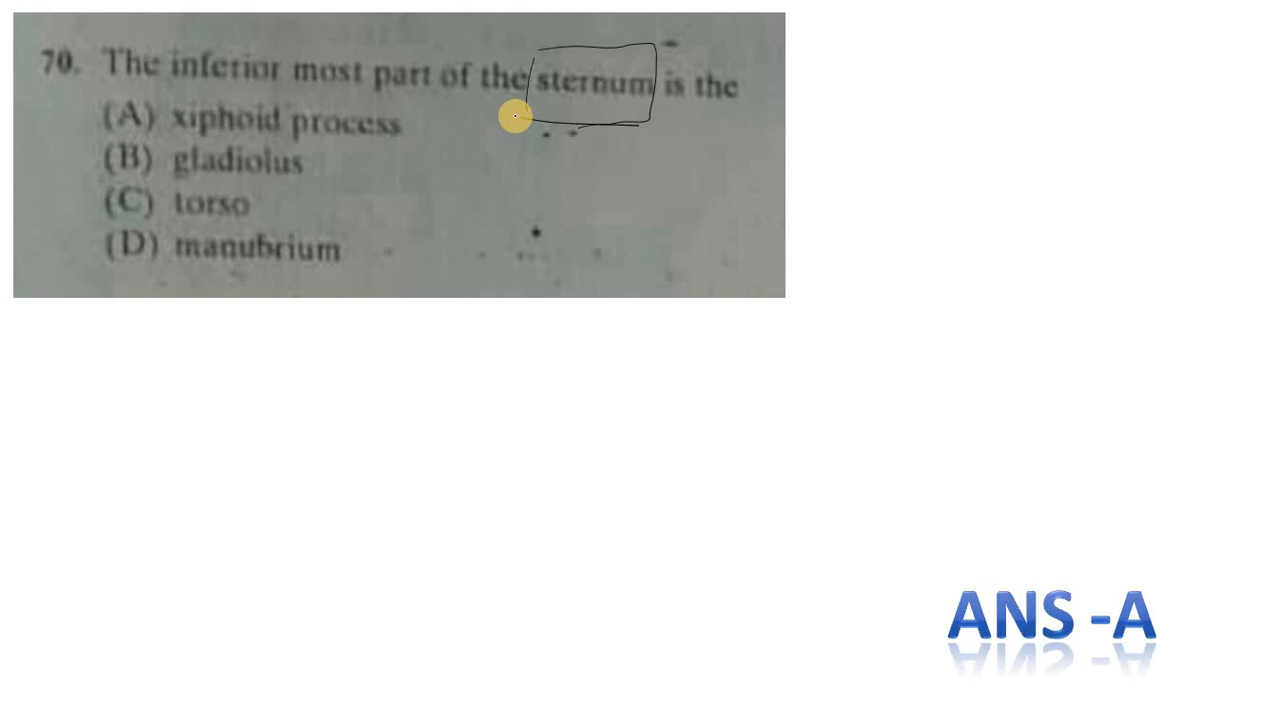 70. The inferior most part of the sternum is the
(A) xiphoid process
(B) gladiolus
(C) torso
(D) manubrium
ANS -A